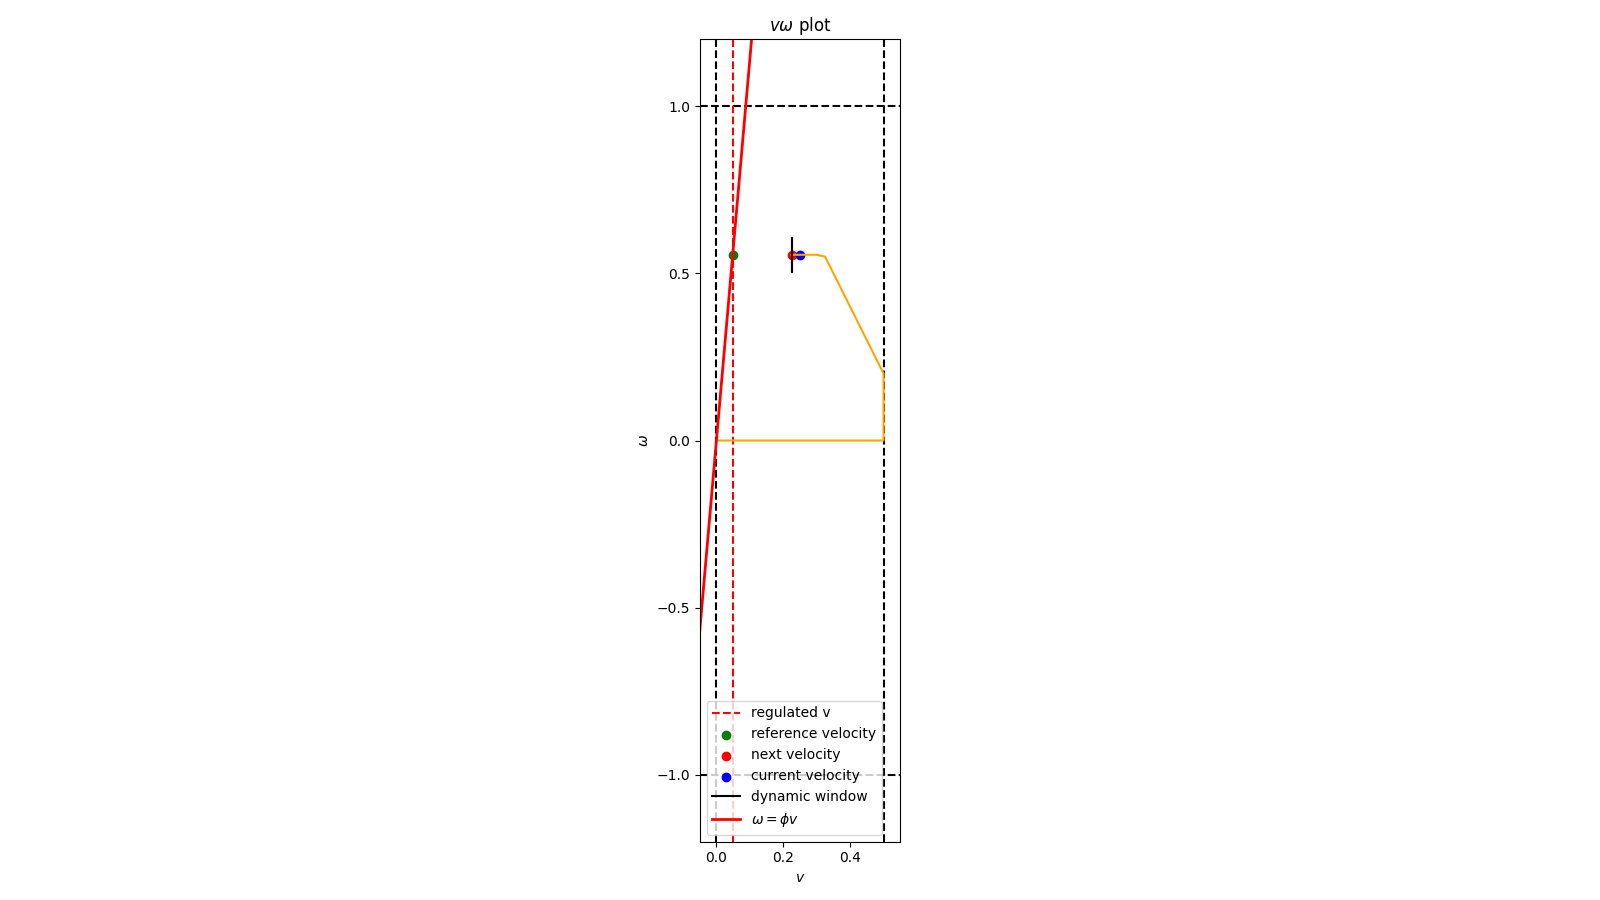 vω plot
1.0
0.5
0.0
−0.5
−1.0
ω
regulated v
reference velocity
next velocity
current velocity
dynamic window
ω = ϕv
0.0 0.2 0.4
v